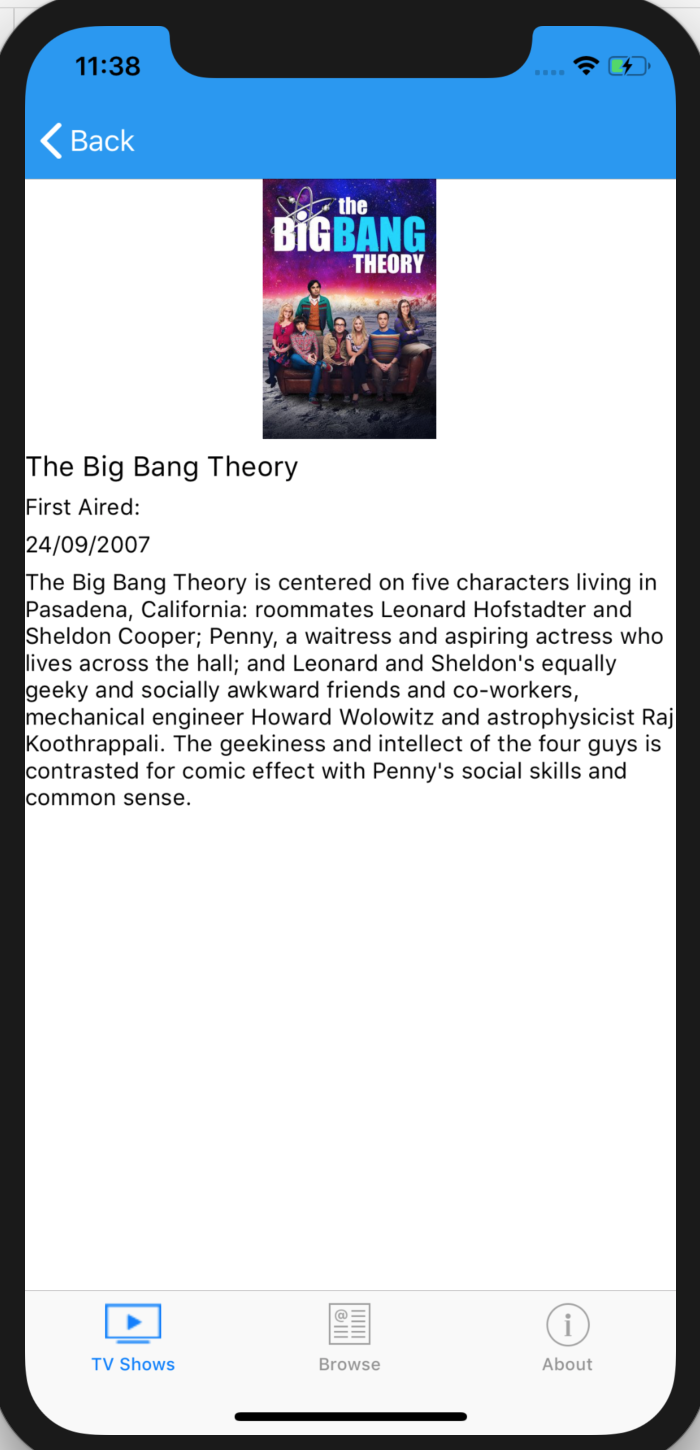 11:38
Back
the
BIGBANG
THEORY
The Big Bang Theory
First Aired:
24/09/2007
The Big Bang Theory is centered on five characters living in
Pasadena, California: roommates Leonard Hofstadter and
Sheldon Cooper; Penny, a waitress and aspiring actress who
lives across the hall; and Leonard and Sheldon's equally
geeky and socially awkward friends and co-workers,
mechanical engineer Howard Wolowitz and astrophysicist Raj
Koothrappali. The geekiness and intellect of the four guys is
contrasted for comic effect with Penny's social skills and
common sense.
@
i
TV Shows Browse About